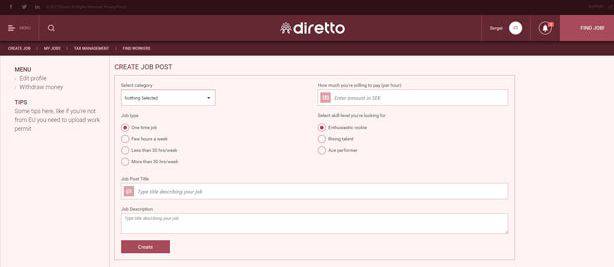 MENU
Sergei
FIND JOB!
diretto
CREATE JOB
MY JOBS
TAX MANAGEMENT
FIND WORKERS
MENU
Edit profile
Withdraw money
TIPS
Some tips here, like if you're not
from EU you need to upload work
permit
CREATE JOB POST
Select category
Nothing Selected
How much you're willing to pay (per hour)
Enter amount in SEK
Job type
One time job
Few hours a week
Less than 20 hrs/week
More than 30 hrs/week
Select skill-level you're looking for
Enthusiastic rookie
Rising talent
Ace performer
Job Post Title
Type title describing your job
Job Description
Type title describing your job
Create